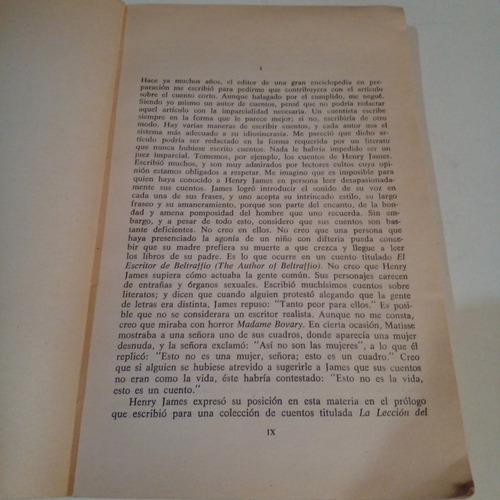 I
Hace ya muchos años, el editor de una gran enciclopedia en pre-
paración me escribió para pedirme que contribuyera con el artículo
sobre el cuento corto. Aunque halagado por el cumplido, me negué.
Siendo yo mismo un autor de cuentos, pensé que no podría redactar
aquel artículo con la imparcialidad necesaria. Un cuentista escribe
siempre en la forma que le parece mejor; si no, escribiría de otro
modo. Hay varias maneras de escribir cuentos, y cada autor usa el
sistema más adecuado a su idiosincrasia. Me pareció que dicho ar-
tículo podría ser redactado en la forma requerida por un literato
que nunca hubiese escrito cuentos. Nada le habría impedido ser un
juez imparcial. Tomemos, por ejemplo, los cuentos de Henry James.
Escribió muchos, y son muy admirados por lectores cultos cuya opi-
nión estamos obligados a respetar. Me imagino que es imposible para
quien haya conocido a Henry James en persona leer desapasionada-
mente sus cuentos. James logró introducir el sonido de su voz en
cada una de sus frases, y uno acepta su intrincado estilo, su largo
frasco y su amaneramiento, porque son parte del encanto, de la bon-
dad y amena pomposidad del hombre que uno recuerda. Sin em-
bargo, y a pesar de todo esto, considero que sus cuentos son bas-
tante deficientes. No creo en ellos. No creo que una persona que
haya presenciado la agonía de un niño con difteria pueda conce-
bir que su madre prefiera su muerte a que crezca y llegue a leer
los libros de su padre. Es lo que ocurre en un cuento titulado El
Escritor de Beltraffio (The Author of Beltraffio). No creo que Henry
James supiera cómo actuaba la gente común. Sus personajes carecen
de entrañas y órganos sexuales. Escribió muchísimos cuentos sobre
literatos; y dicen que cuando alguien protestó alegando que la gente
de letras era distinta, James repuso: "Tanto peor para ellos." Es posi-
ble que no se considerara un escritor realista. Aunque no me consta,
creo que miraba con horror Madame Bovary. En cierta ocasión, Matisse
mostraba a una señora uno de sus cuadros, donde aparecía una mujer
desnuda, y la señora exclamó: "Así no son las mujeres", a lo que él
replicó: "Esto no es una mujer, señora; esto es un cuadro." Creo
que si alguien se hubiese atrevido a sugerirle a James que sus cuentos
no eran como la vida, éste habría contestado: "Esto no es la vida,
esto es un cuento."
Henry James expresó su posición en esta materia en el prólogo
que escribió para una colección de cuentos titulada La Lección del
IX